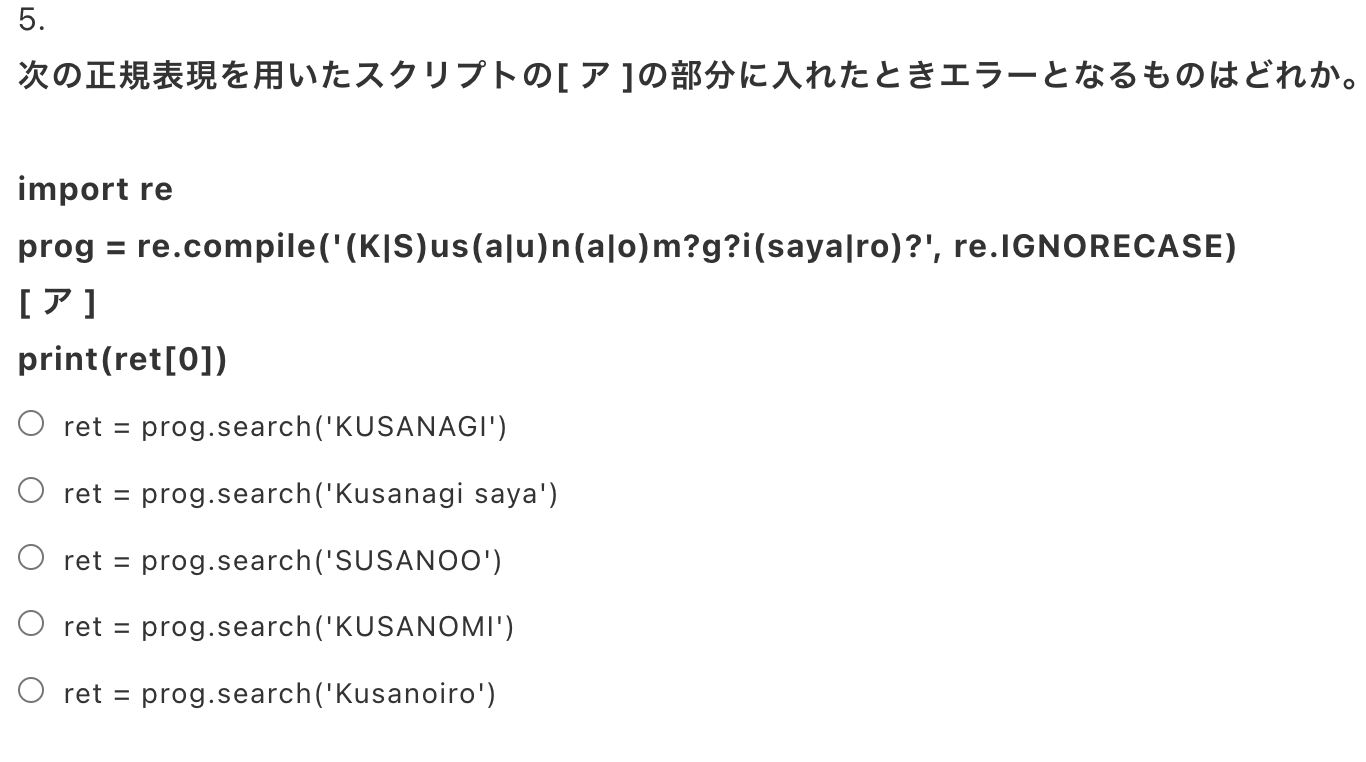 5.
次の正規表現を用いたスクリプトの[ ア ]の部分に入れたときエラーとなるものはどれか。
import re
prog = re.compile('(K|S)us(a|u)n(a|o)m?g?i(saya|ro)?', re.IGNORECASE)
[ ア ]
print(ret[0])
ret = prog.search('KUSANAGI')
ret = prog.search('Kusanagi saya')
ret = prog.search('SUSANOO')
ret = prog.search('KUSANOMI')
ret = prog.search('Kusanoiro')